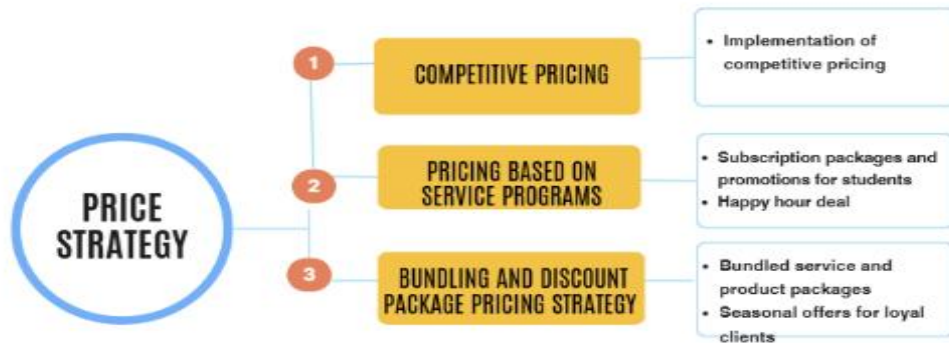 PRICE
STRATEGY
1
COMPETITIVE PRICING
• Implementation of
competitive pricing
2
PRICING BASED ON
SERVICE PROGRAMS
• Subscription packages and
promotions for students
• Happy hour deal
3
BUNDLING AND DISCOUNT
PACKAGE PRICING STRATEGY
• Bundled service and
product packages
• Seasonal offers for loyal
clients